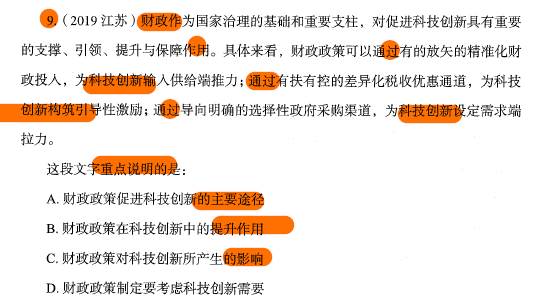 9.（2019 江苏）财政作为国家治理的基础和重要支柱，对促进科技创新具有重要
的支撑、引领、提升与保障作用。具体来看，财政政策可以通过有的放矢的精准化财
政投入，为科技创新输入供给端推力；通过有扶有控的差异化税收优惠通道，为科技
创新构筑引导性激励；通过导向明确的选择性政府采购渠道，为科技创新设定需求端
拉力。
这段文字重点说明的是：
A. 财政政策促进科技创新的主要途径
B. 财政政策在科技创新中的提升作用
C. 财政政策对科技创新所产生的影响
D. 财政政策制定要考虑科技创新需要